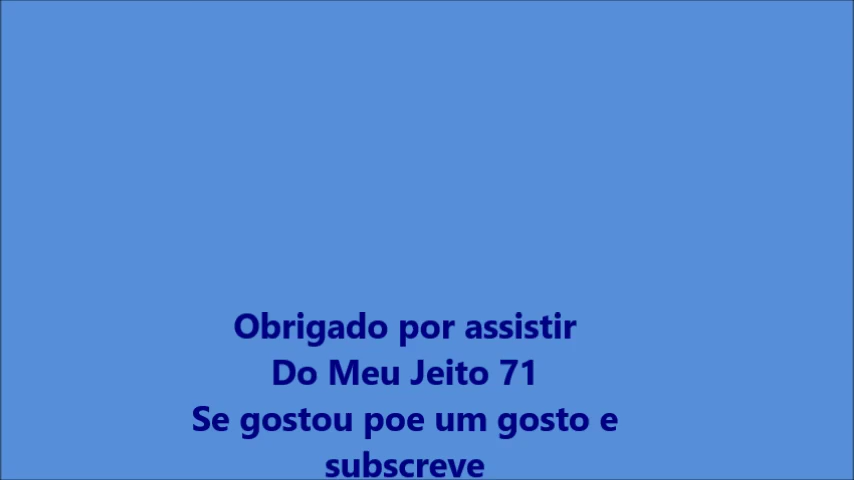 Obrigado por assistir
Do Meu Jeito 71
Se gostou poe um gosto e
subscreve